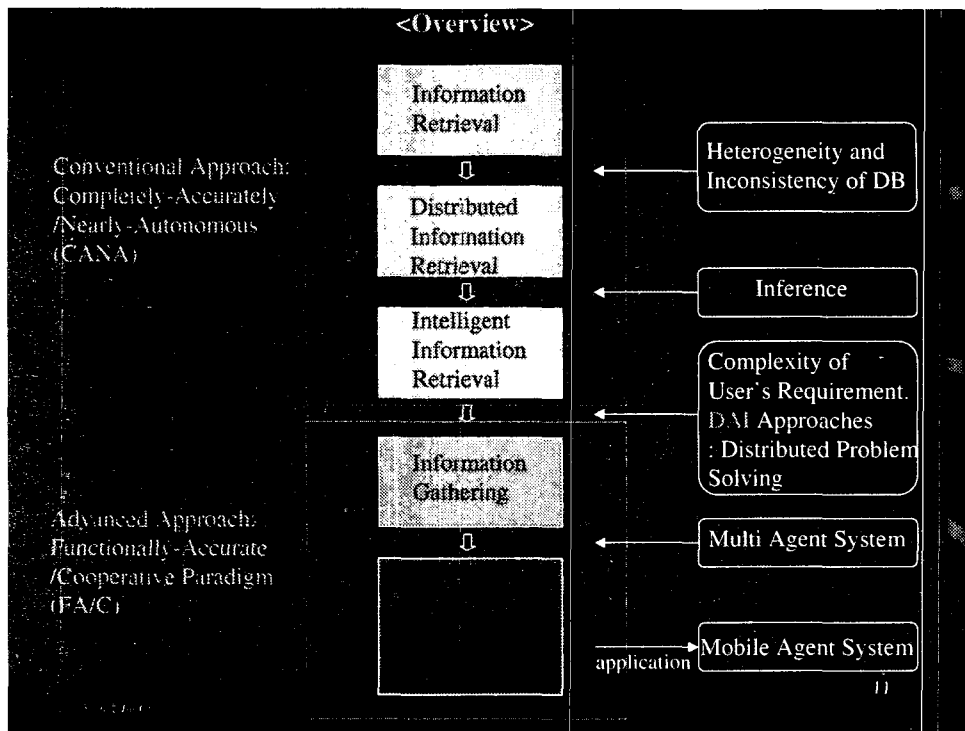 <Overview>
Information
Retrieval
Conventional Approach:
Completely-Accurately
/Nearly-Autonomous
(CANA)
Heterogeneity and
Inconsistency of DB
Distributed
Information
Retrieval
Inference
Intelligent
Information
Retrieval
Complexity of
User's Requirement.
DAI Approaches
: Distributed Problem
Solving
Information
Gathering
Advanced Approach:
Functionally-Accurate
/Cooperative Paradigm
(FA/C)
Multi Agent System
application
Mobile Agent System
11